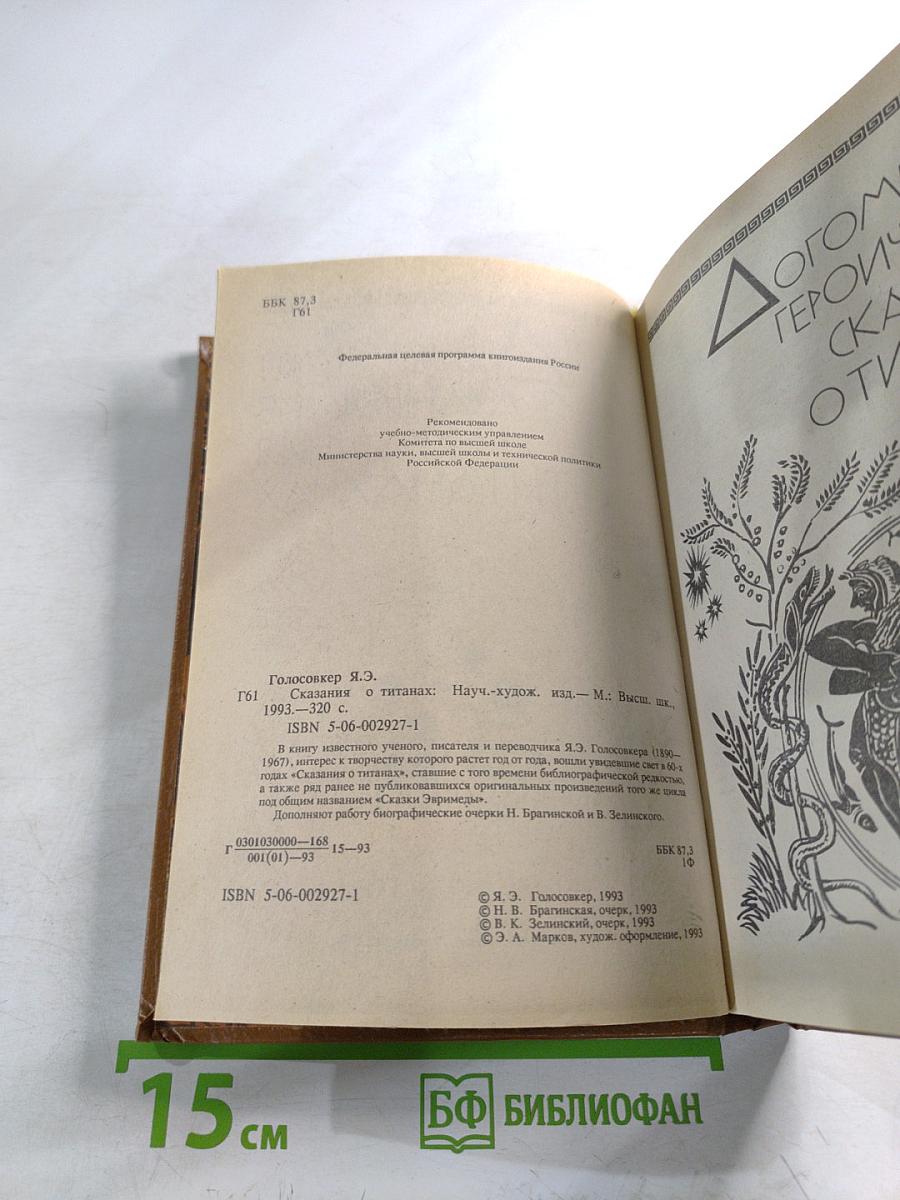 ББК 87,3
Г61
Федеральная целевая программа книгоиздания России
Рекомендовано
учебно-методическим управлением
Комитета по высшей школе
Министерства науки, высшей школы и технической политики
Российской Федерации
Голосовкер Я.Э.
Г61 Сказания о титанах: Науч.-худож. изд.— М.: Высш. шк.,
1993.—320 с.
ISBN 5-06-002927-1
В книгу известного ученого, писателя и переводчика Я.Э. Голосовкера (1890—
1967), интерес к творчеству которого растет год от года, вошли увидевшие свет в 60-х
годах «Сказания о титанах», ставшие с того времени библиографической редкостью,
а также ряд ранее не публиковавшихся оригинальных произведений того же цикла
под общим названием «Сказки Эвримеды».
Дополняют работу биографические очерки Н. Брагинской и В. Зелинского.
Г 0301030000—168 15—93
001(01)—93
ББК 87,3
1Ф
ISBN 5-06-002927-1
© Я. Э. Голосовкер, 1993
© Н. В. Брагинская, очерк, 1993
© В. К. Зелинский, очерк, 1993
© Э. А. Марков, худож. оформление, 1993
15 см
БФ БИБЛИОФАН